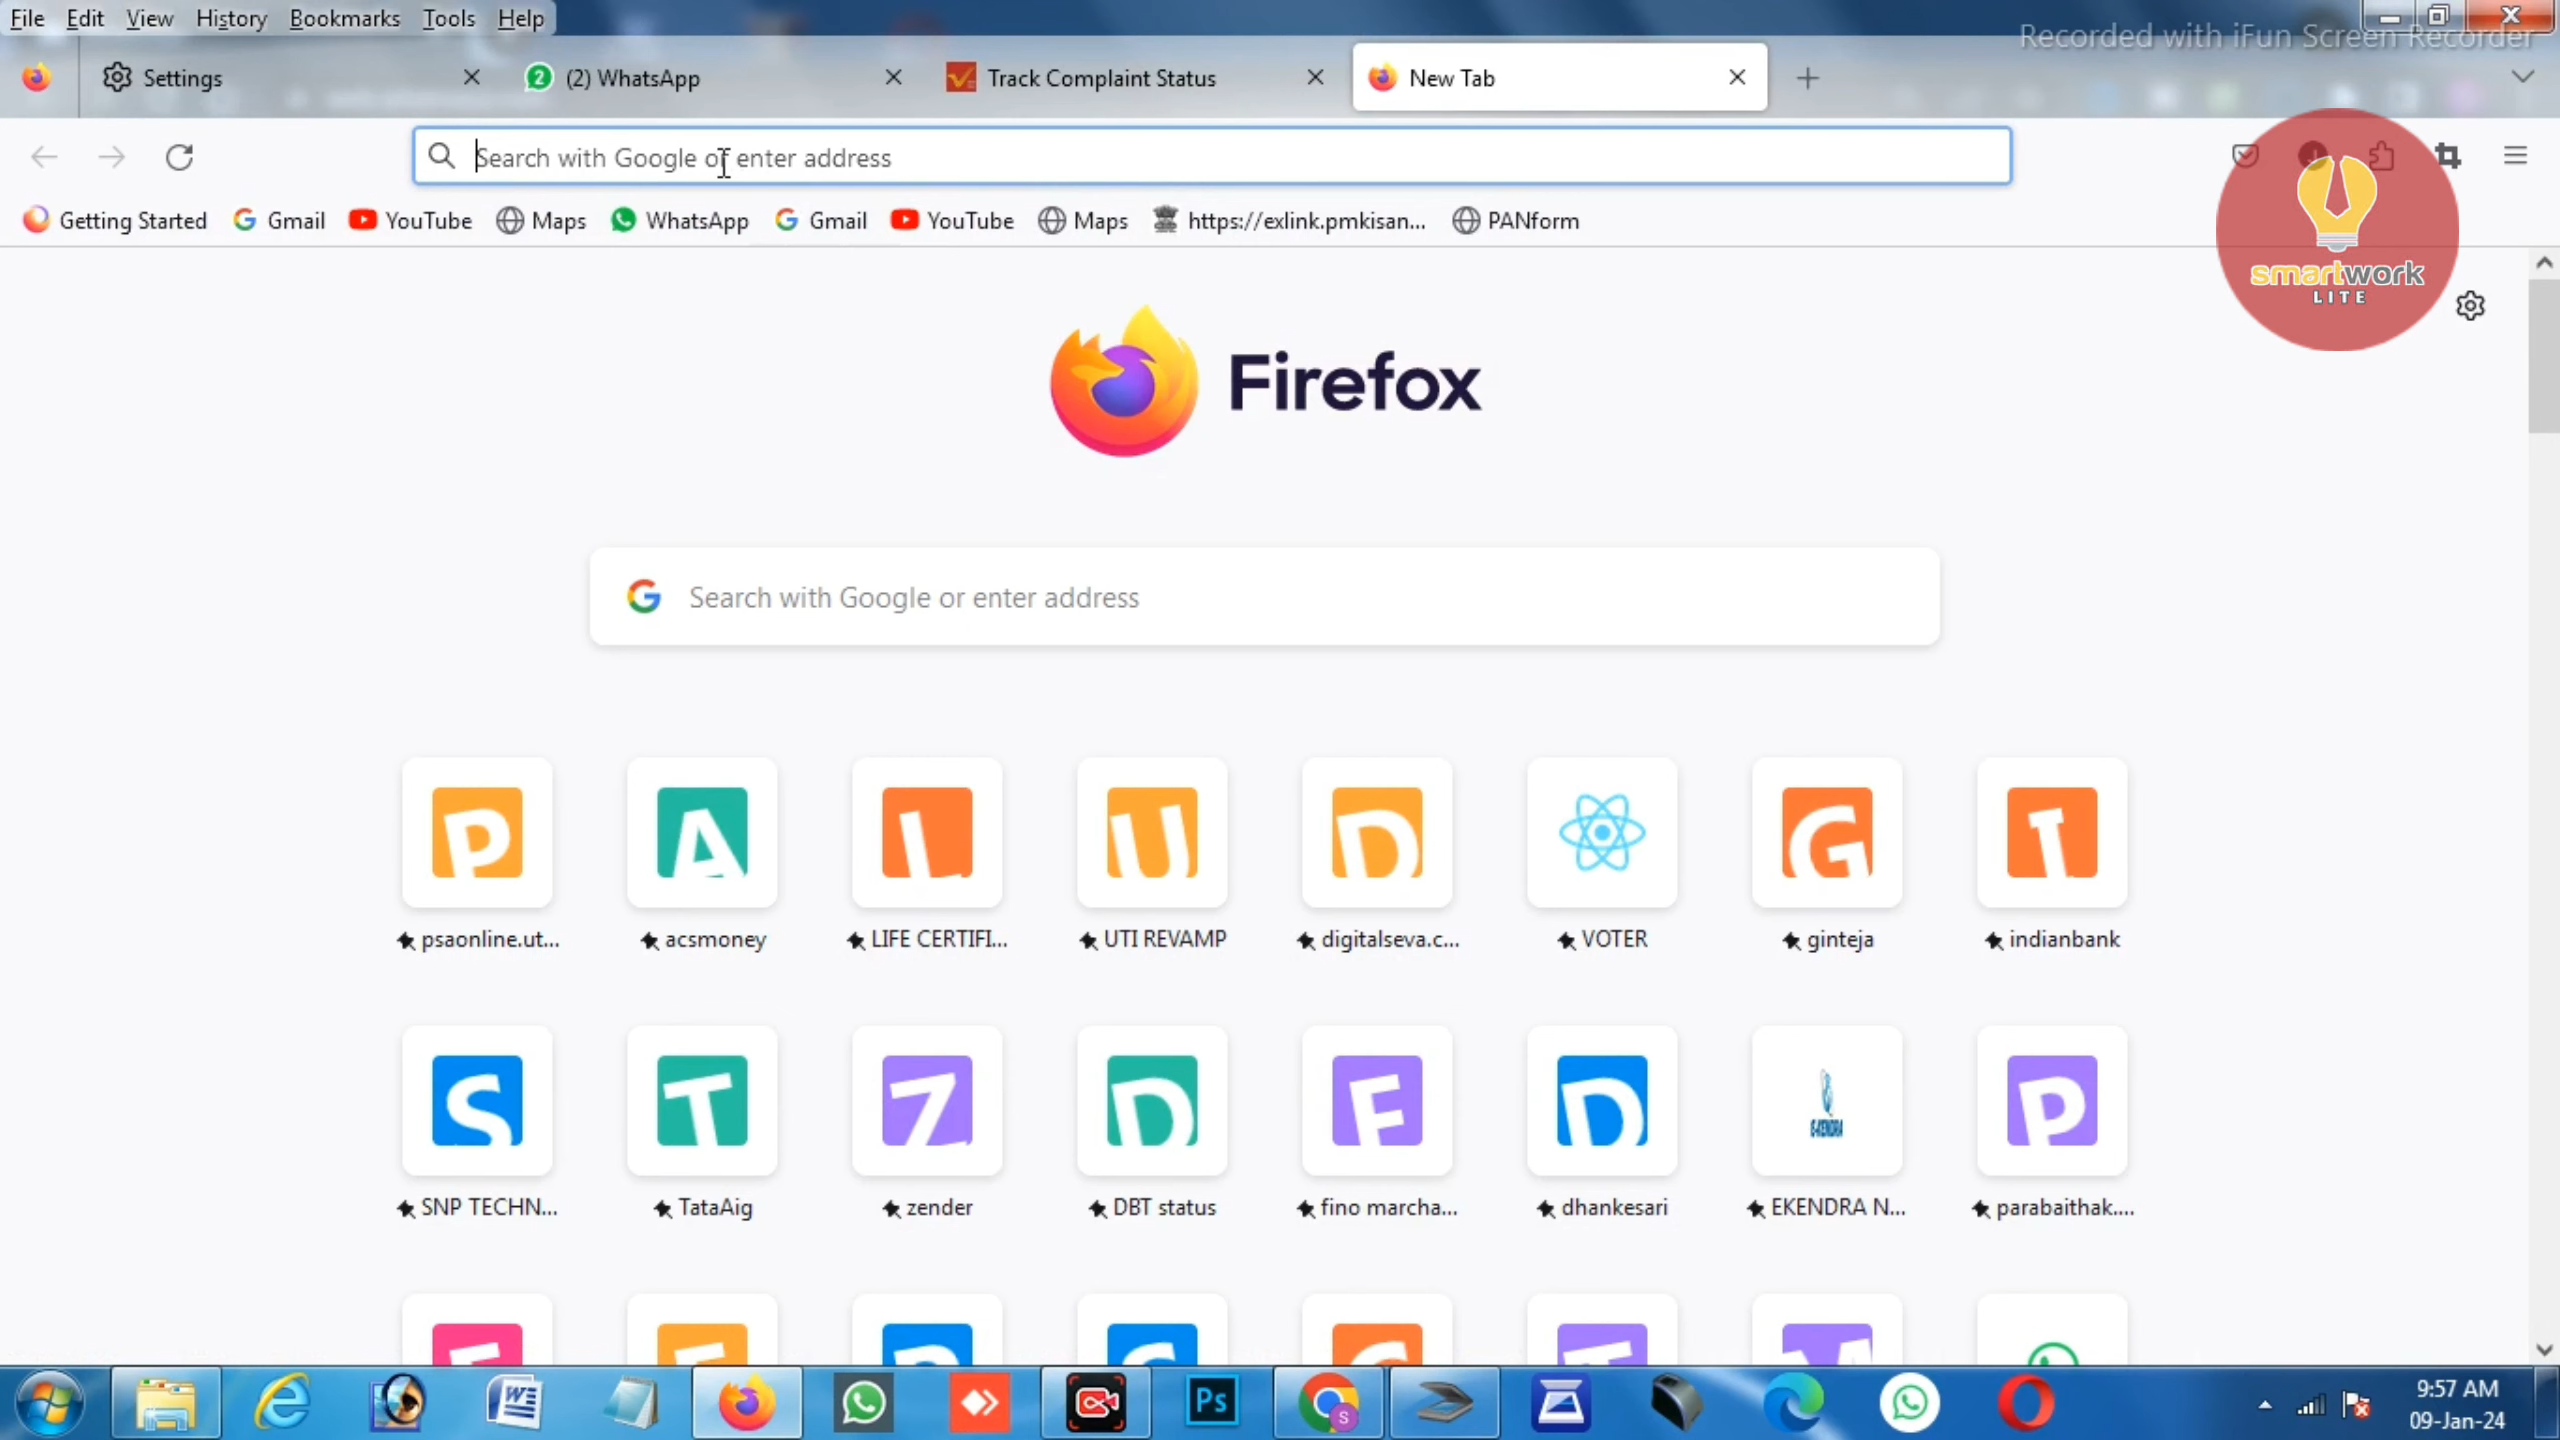 File Edit View History Bookmarks Tools Help
Recorded with iFun Screen Recorder
Settings
2 (2) WhatsApp
Track Complaint Status
New Tab
Search with Google or enter address
Getting Started Gmail YouTube Maps WhatsApp Gmail YouTube Maps https://exlink.pmkisan... PANform
smartwork
LITE
Firefox
Search with Google or enter address
P A L U D G I
psaonline.ut... acsmoney LIFE CERTIFI... UTI REVAMP digitalseva.c... VOTER ginteja indianbank
S T Z D F D E-KENDRA P
SNP TECHN... TataAig zender DBT status fino marcha... dhankesari EKENDRA N... parabaithak....
Ps
S
9:57 AM
09-Jan-24